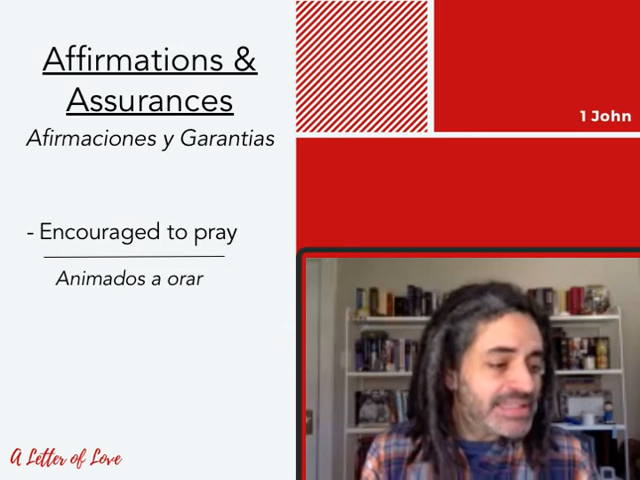 Affirmations &
Assurances
Afirmaciones y Garantias
1 John
- Encouraged to pray
Animados a orar
A Letter of Love